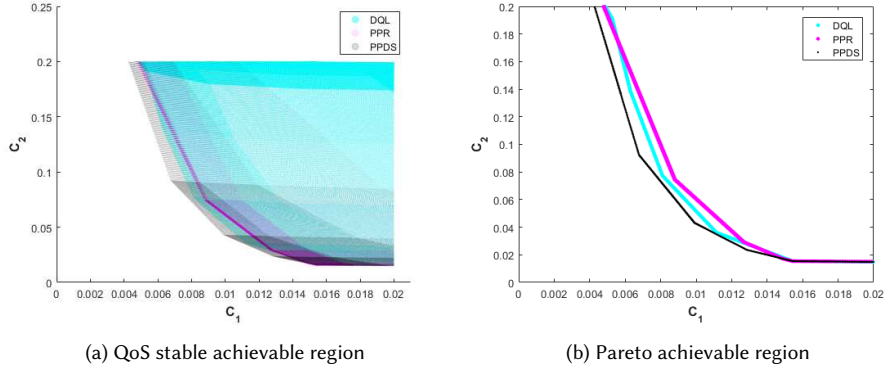 DQL
PPR
PPDS
0.25
0.2
0.15
0.1
0.05
0
C2
0 0.002 0.004 0.006 0.008 0.01 0.012 0.014 0.016 0.018 0.02
C1
(a) QoS stable achievable region
DQL
PPR
PPDS
0.2
0.18
0.16
0.14
0.12
0.1
0.08
0.06
0.04
0.02
0
C2
0 0.002 0.004 0.006 0.008 0.01 0.012 0.014 0.016 0.018 0.02
C1
(b) Pareto achievable region